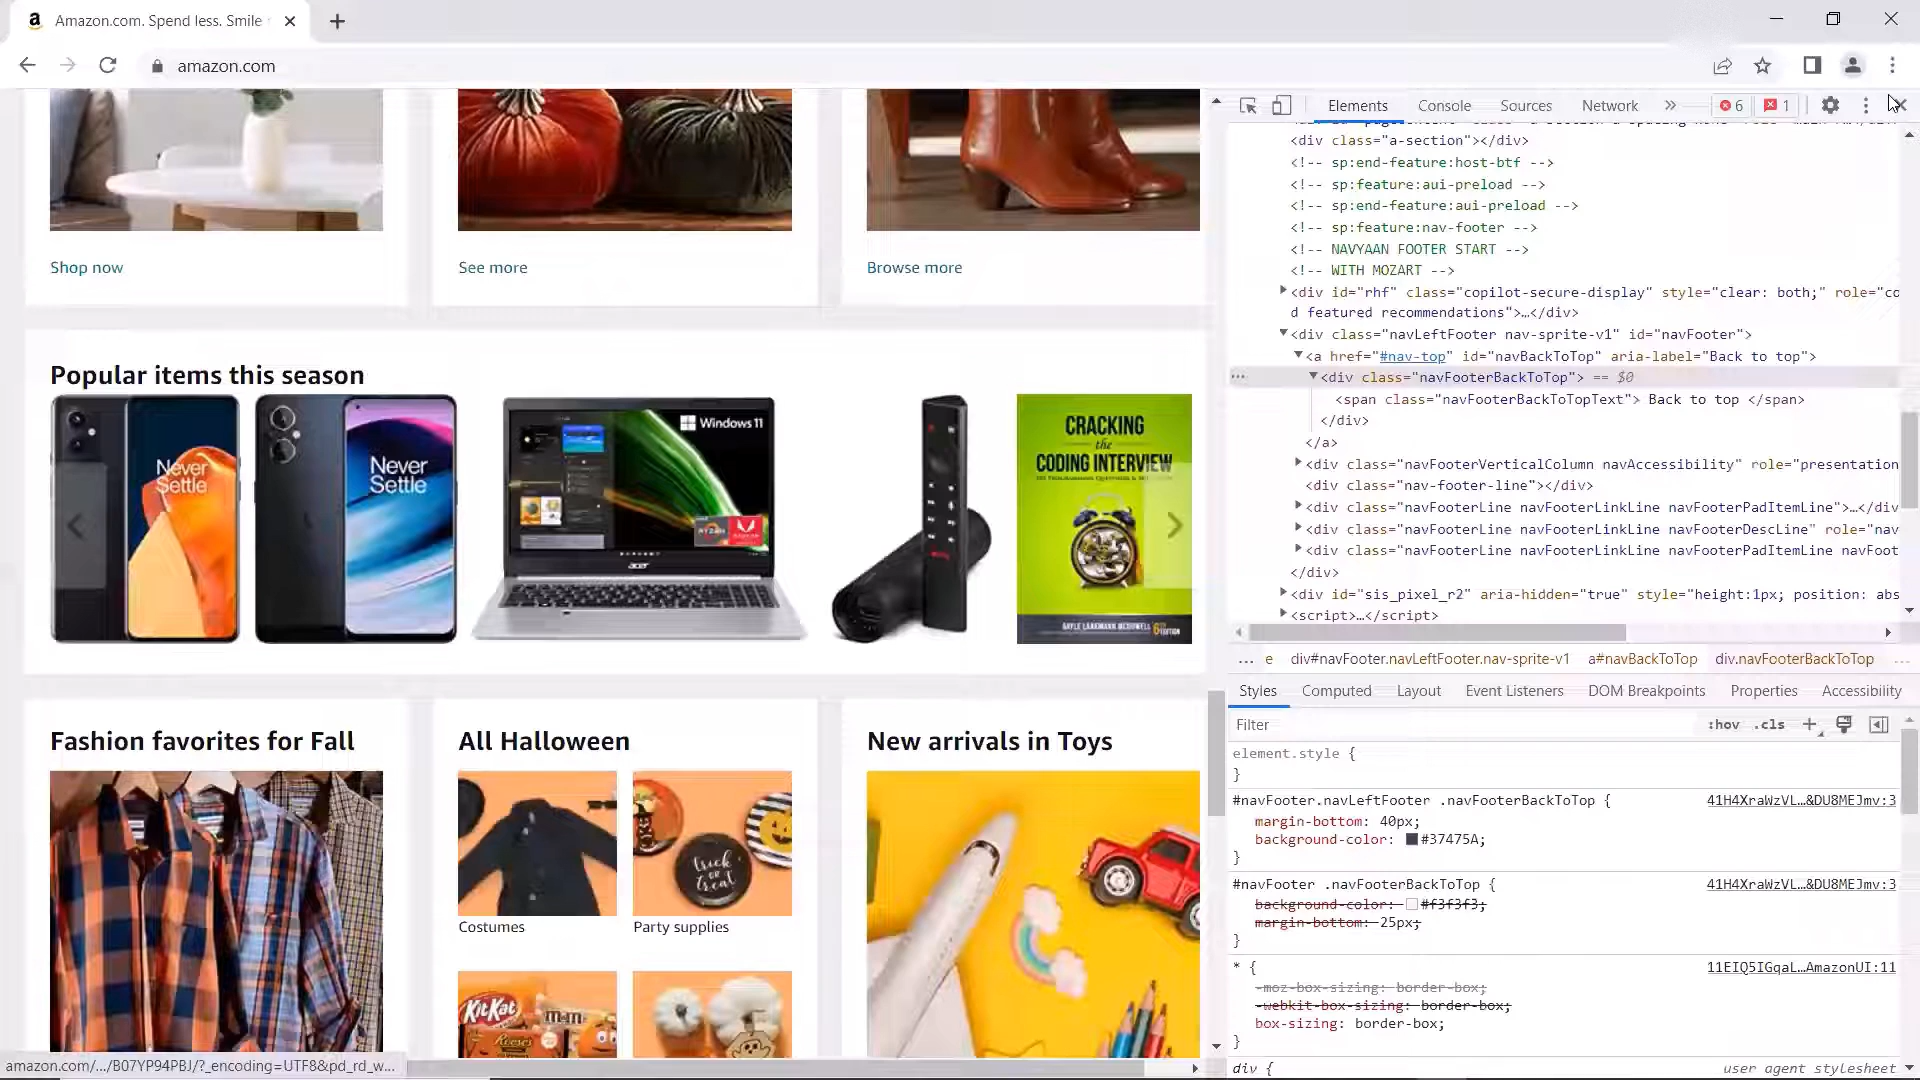 Amazon.com. Spend less. Smile
amazon.com
Shop now
See more
Browse more
Popular items this season
Never
Settle
Never
Settle
Windows 11
acer
CRACKING
the
CODING INTERVIEW
GAYLE LAAKMANN MCDOWELL 6TH EDITION
Fashion favorites for Fall
All Halloween
New arrivals in Toys
trick
or
treat
Costumes
Party supplies
KitKat
m&m
Reese's
amazon.com/.../B07YP94PBJ/?_encoding=UTF8&pd_rd_w...
Elements
Console
Sources
Network
6
1
<div class="a-section"></div>
<!-- sp:end-feature:host-btf -->
<!-- sp:feature:aui-preload -->
<!-- sp:end-feature:aui-preload -->
<!-- sp:feature:nav-footer -->
<!-- NAVYAAN FOOTER START -->
<!-- WITH MOZART -->
<div id="rhf" class="copilot-secure-display" style="clear: both;" role="co
d featured recommendations">…</div>
<div class="navLeftFooter nav-sprite-v1" id="navFooter">
<a href="#nav-top" id="navBackToTop" aria-label="Back to top">
<div class="navFooterBackToTop"> == $0
<span class="navFooterBackToTopText"> Back to top </span>
</div>
</a>
<div class="navFooterVerticalColumn navAccessibility" role="presentation
<div class="nav-footer-line"></div>
<div class="navFooterLine navFooterLinkLine navFooterPadItemLine">…</div>
<div class="navFooterLine navFooterLinkLine navFooterDescLine" role="nav
<div class="navFooterLine navFooterLinkLine navFooterPadItemLine navFoot
</div>
<div id="sis_pixel_r2" aria-hidden="true" style="height:1px; position: abs
<script>…</script>
... e div#navFooter.navLeftFooter.nav-sprite-v1 a#navBackToTop div.navFooterBackToTop ...
Styles
Computed
Layout
Event Listeners
DOM Breakpoints
Properties
Accessibility
Filter
:hov .cls
element.style {
}
#navFooter.navLeftFooter .navFooterBackToTop { 41H4XraWzVL…&DU8MEJmv:3
margin-bottom: 40px;
background-color: #37475A;
}
#navFooter .navFooterBackToTop { 41H4XraWzVL…&DU8MEJmv:3
background-color: #f3f3f3;
margin-bottom: 25px;
}
* { 11EIQ5IGqaL…AmazonUI:11
-moz-box-sizing: border-box;
-webkit-box-sizing: border-box;
box-sizing: border-box;
}
div { user agent stylesheet